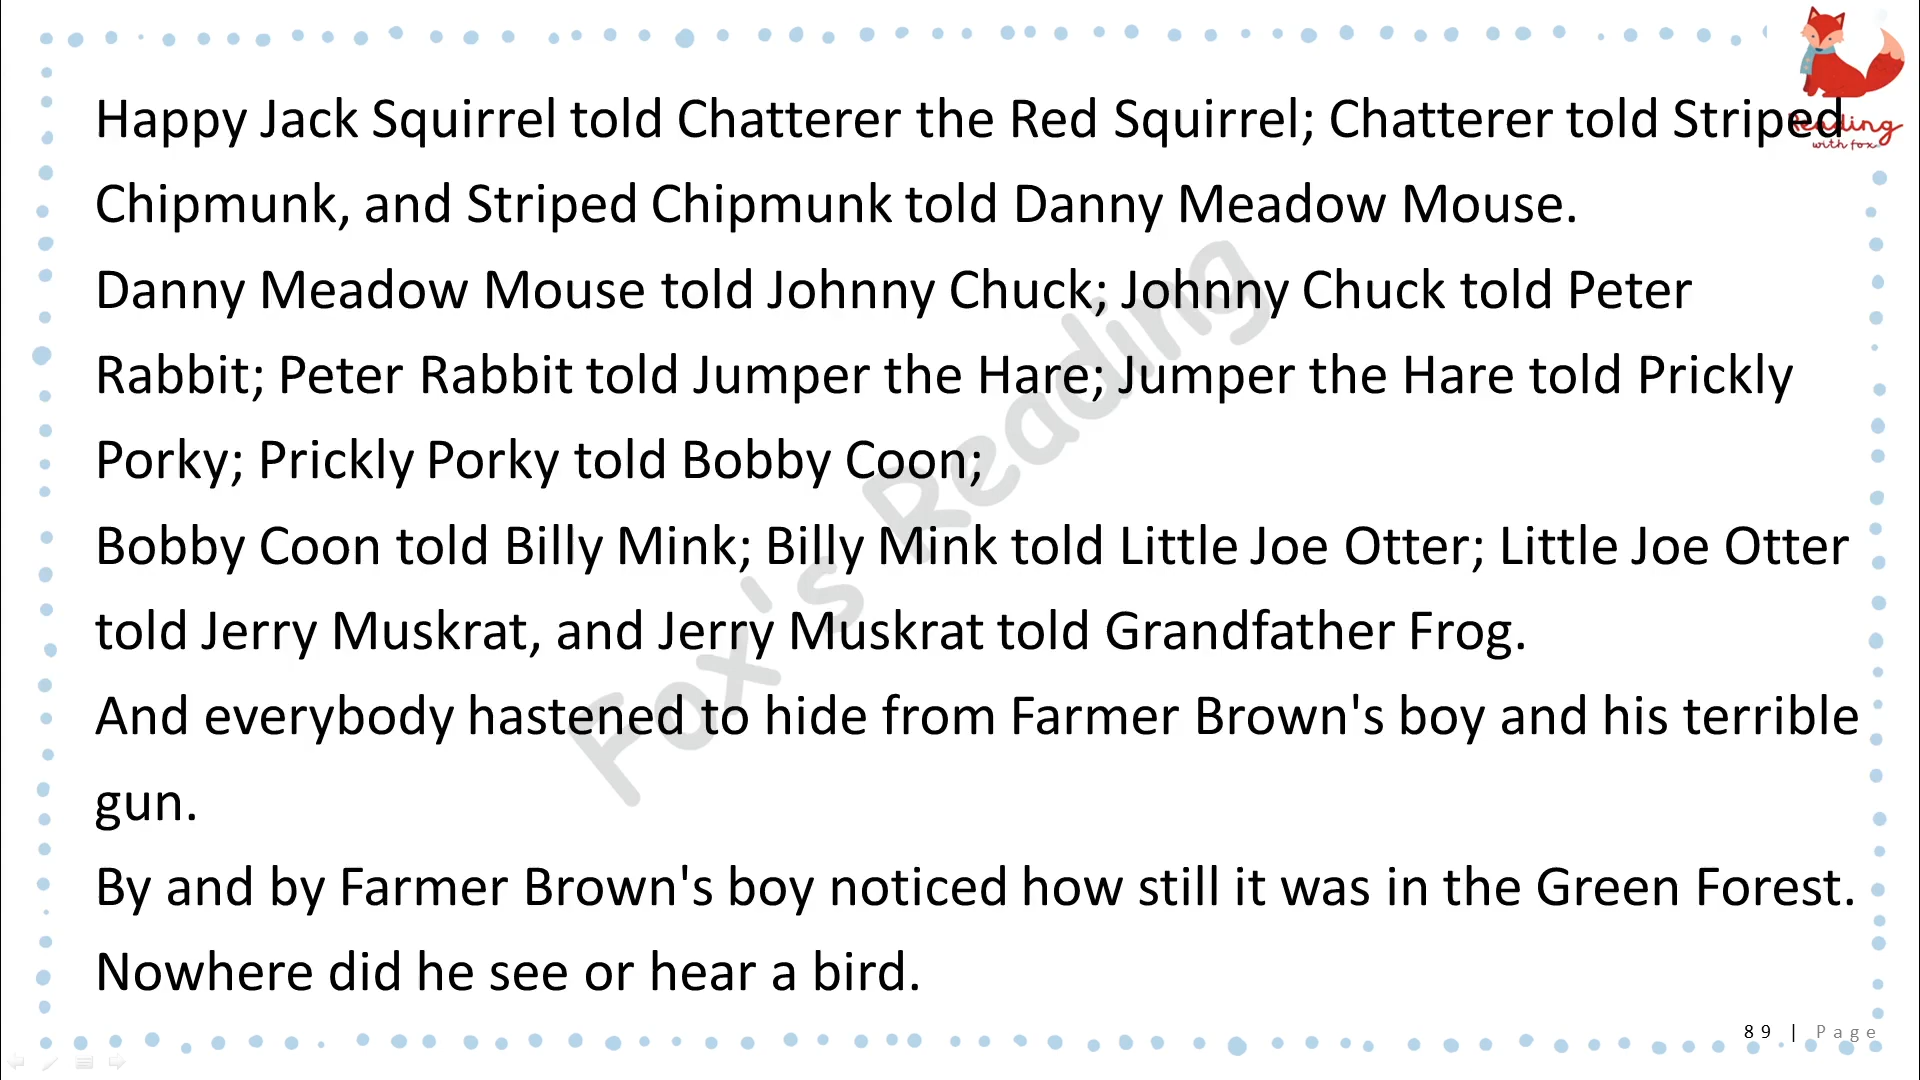 Happy Jack Squirrel told Chatterer the Red Squirrel; Chatterer told Striped
Chipmunk, and Striped Chipmunk told Danny Meadow Mouse.
Danny Meadow Mouse told Johnny Chuck; Johnny Chuck told Peter
Rabbit; Peter Rabbit told Jumper the Hare; Jumper the Hare told Prickly
Porky; Prickly Porky told Bobby Coon;
Bobby Coon told Billy Mink; Billy Mink told Little Joe Otter; Little Joe Otter
told Jerry Muskrat, and Jerry Muskrat told Grandfather Frog.
And everybody hastened to hide from Farmer Brown's boy and his terrible
gun.
By and by Farmer Brown's boy noticed how still it was in the Green Forest.
Nowhere did he see or hear a bird.
Reading
with fox
Fox's Reading
89 | Page